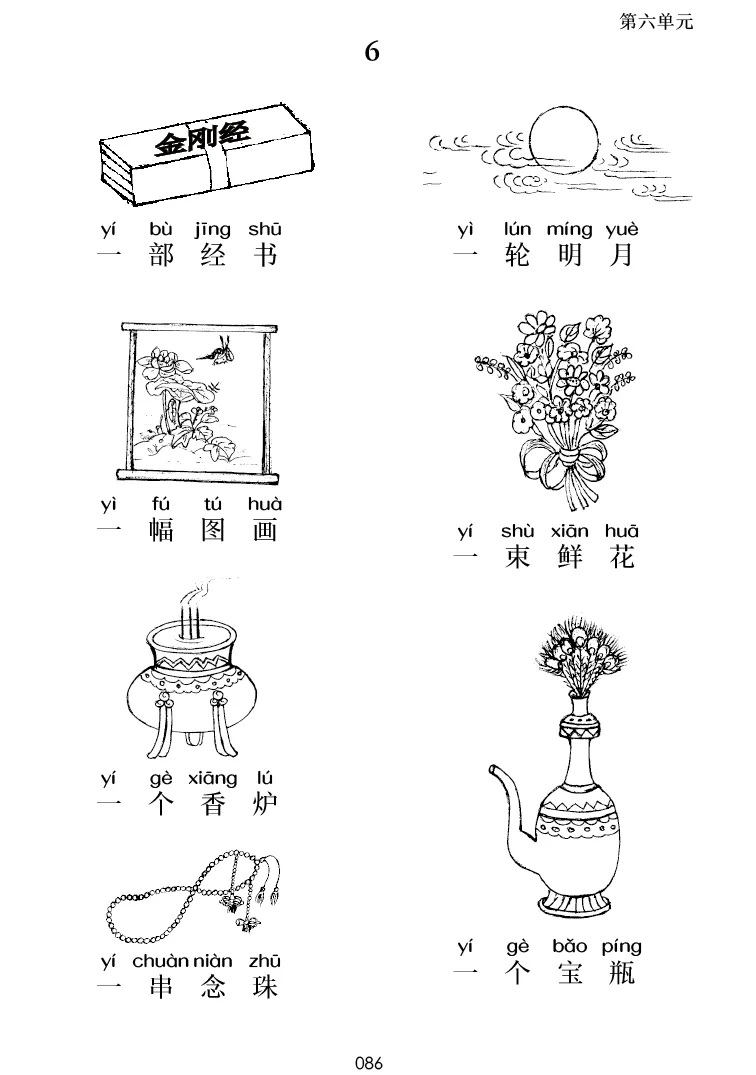 第六单元
6
金刚经
yí bù jīng shū
一部经书
yì lún míng yuè
一轮明月
yì fú tú huà
一幅图画
yí shù xiān huā
一束鲜花
yí gè xiāng lú
一个香炉
yí chuàn niàn zhū
一串念珠
yí gè bǎo píng
一个宝瓶
086